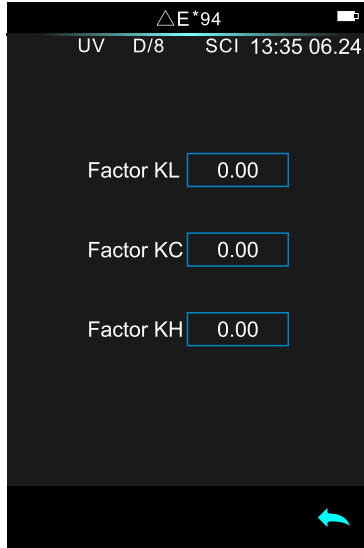 △E*94
UV D/8 SCI 13:35 06.24
Factor KL 0.00
Factor KC 0.00
Factor KH 0.00